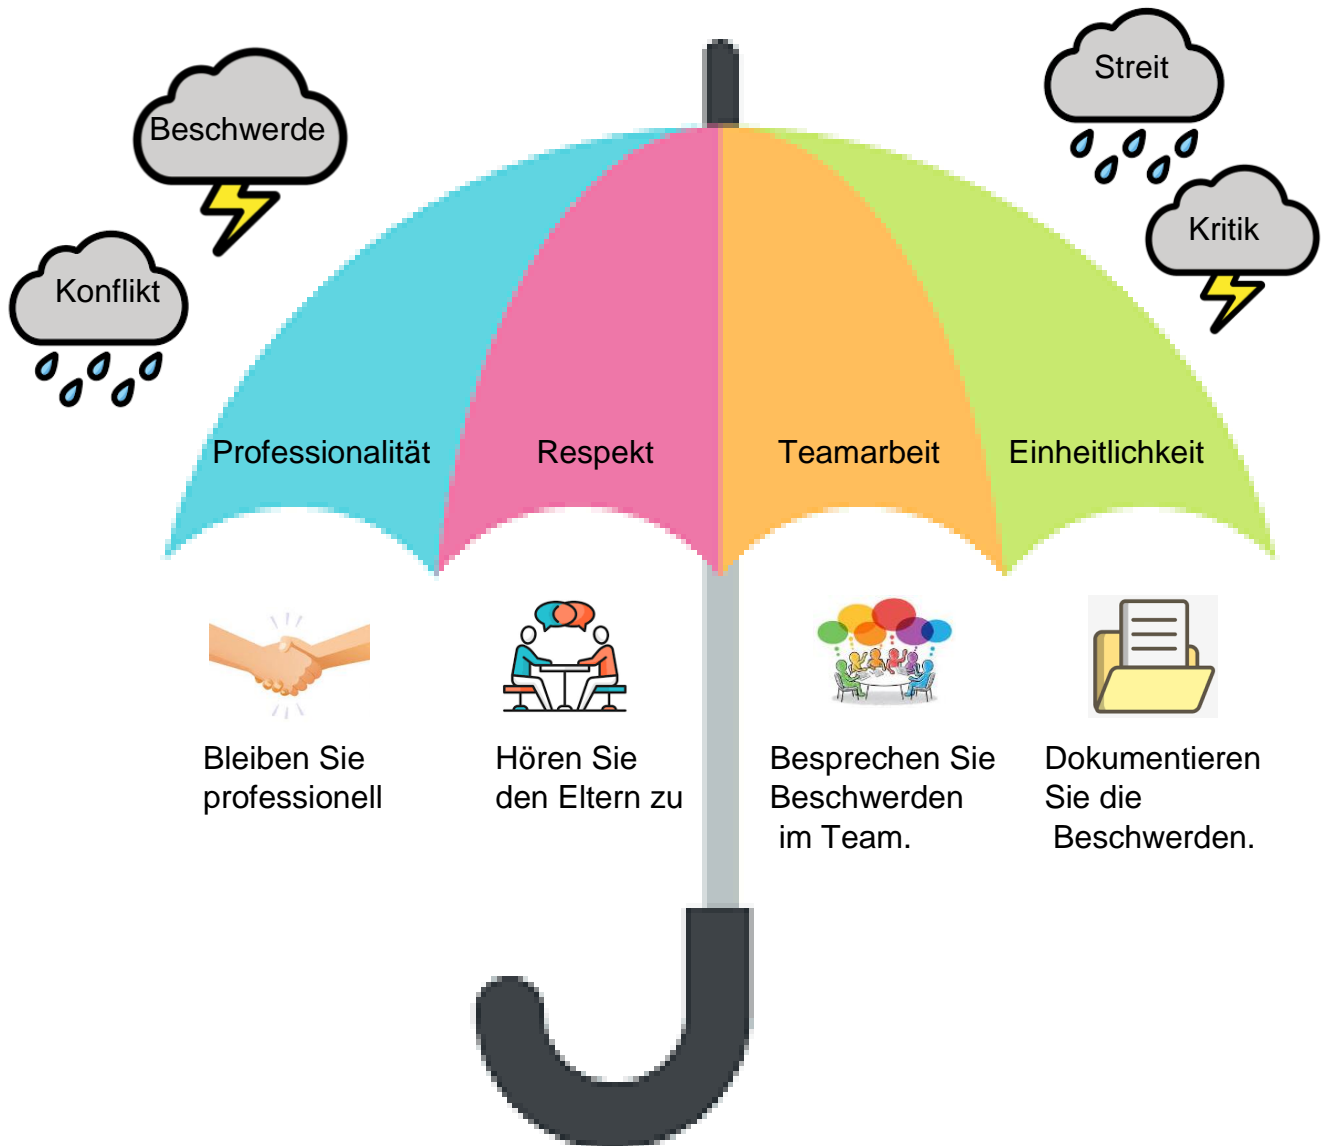 Streit
Beschwerde
Kritik
Konflikt
Professionalität
Respekt
Teamarbeit
Einheitlichkeit
Bleiben Sie
professionell
Hören Sie
den Eltern zu
Besprechen Sie
Beschwerden
im Team.
Dokumentieren
Sie die
Beschwerden.